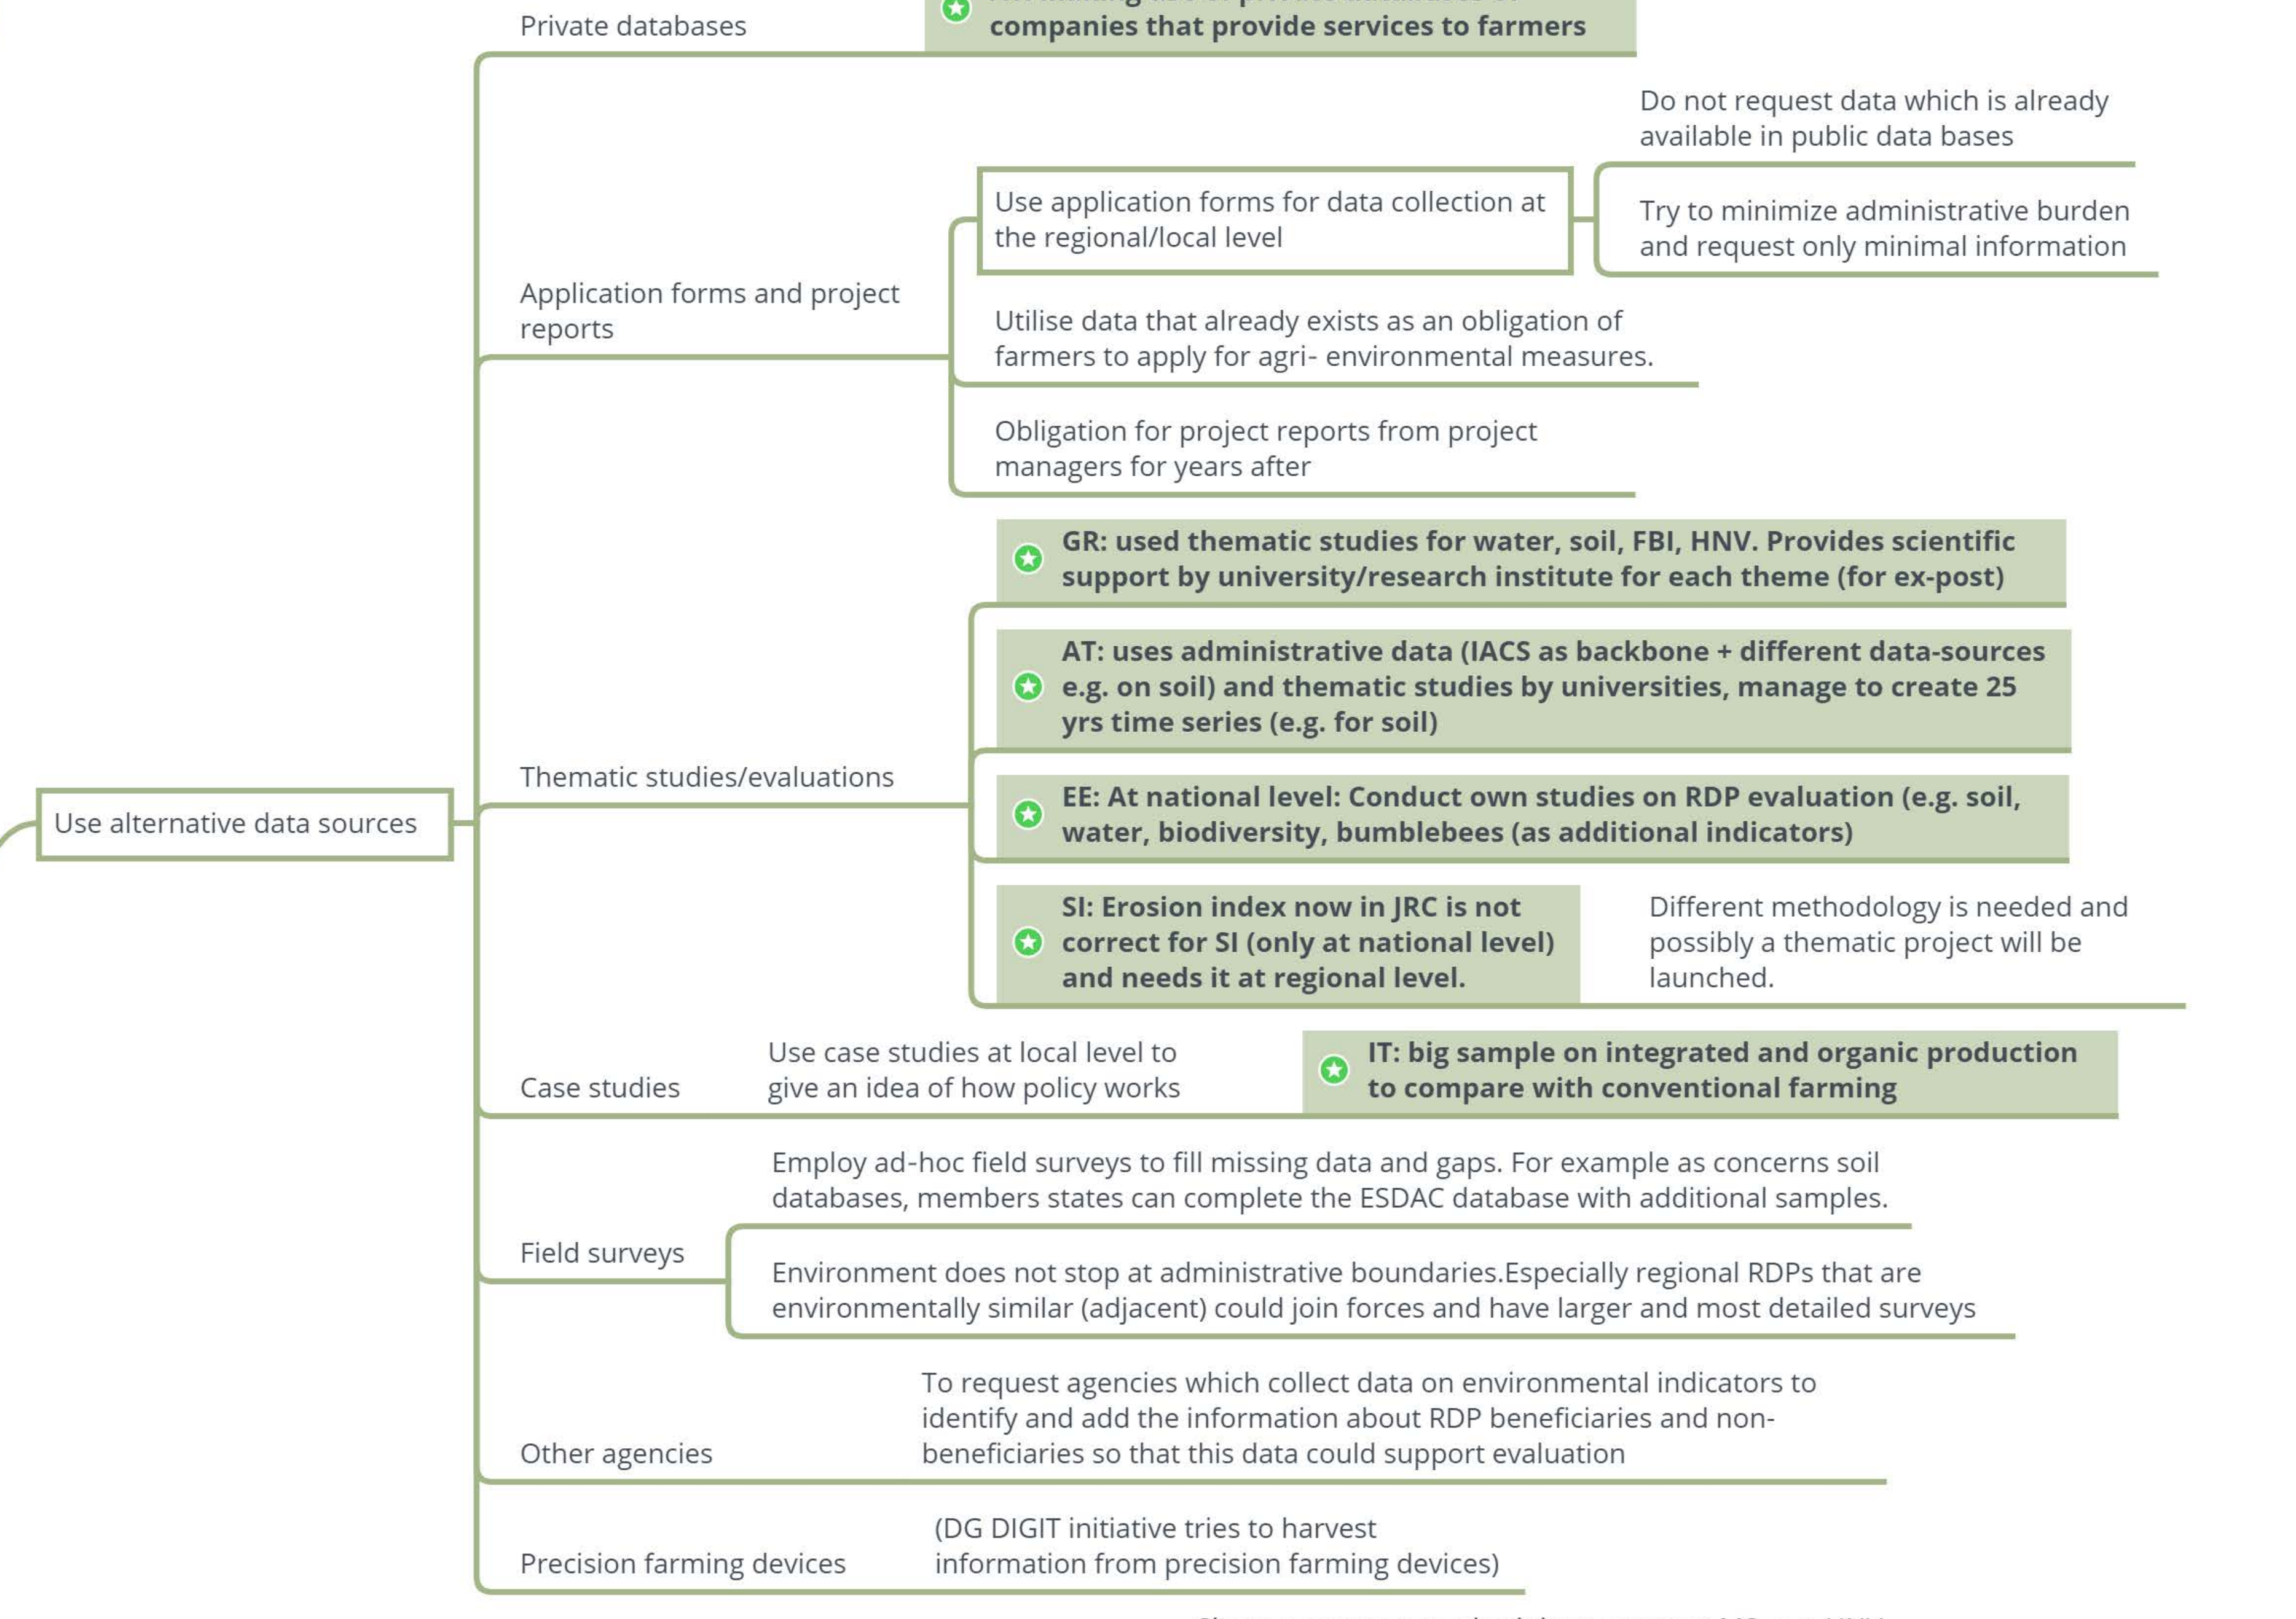 Private databases
companies that provide services to farmers
Do not request data which is already
available in public data bases
Use application forms for data collection at
the regional/local level
Try to minimize administrative burden
and request only minimal information
Application forms and project
reports
Utilise data that already exists as an obligation of
farmers to apply for agri- environmental measures.
Obligation for project reports from project
managers for years after
GR: used thematic studies for water, soil, FBI, HNV. Provides scientific
support by university/research institute for each theme (for ex-post)
AT: uses administrative data (IACS as backbone + different data-sources
e.g. on soil) and thematic studies by universities, manage to create 25
yrs time series (e.g. for soil)
Thematic studies/evaluations
EE: At national level: Conduct own studies on RDP evaluation (e.g. soil,
water, biodiversity, bumblebees (as additional indicators)
Use alternative data sources
SI: Erosion index now in JRC is not
correct for SI (only at national level)
and needs it at regional level.
Different methodology is needed and
possibly a thematic project will be
launched.
Case studies
Use case studies at local level to
give an idea of how policy works
IT: big sample on integrated and organic production
to compare with conventional farming
Field surveys
Employ ad-hoc field surveys to fill missing data and gaps. For example as concerns soil
databases, members states can complete the ESDAC database with additional samples.
Environment does not stop at administrative boundaries.Especially regional RDPs that are
environmentally similar (adjacent) could join forces and have larger and most detailed surveys
Other agencies
To request agencies which collect data on environmental indicators to
identify and add the information about RDP beneficiaries and non-
beneficiaries so that this data could support evaluation
Precision farming devices
(DG DIGIT initiative tries to harvest
information from precision farming devices)